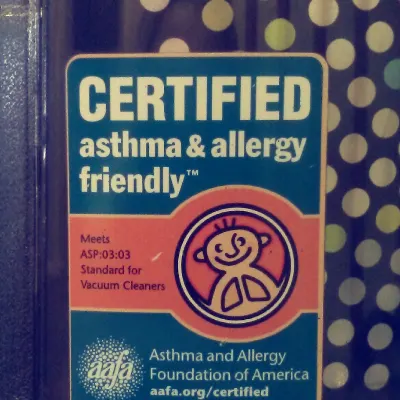 CERTIFIED
asthma & allergy
friendly™
Meets
ASP:03:03
Standard for
Vacuum Cleaners
aafa
Asthma and Allergy
Foundation of America
aafa.org/certified